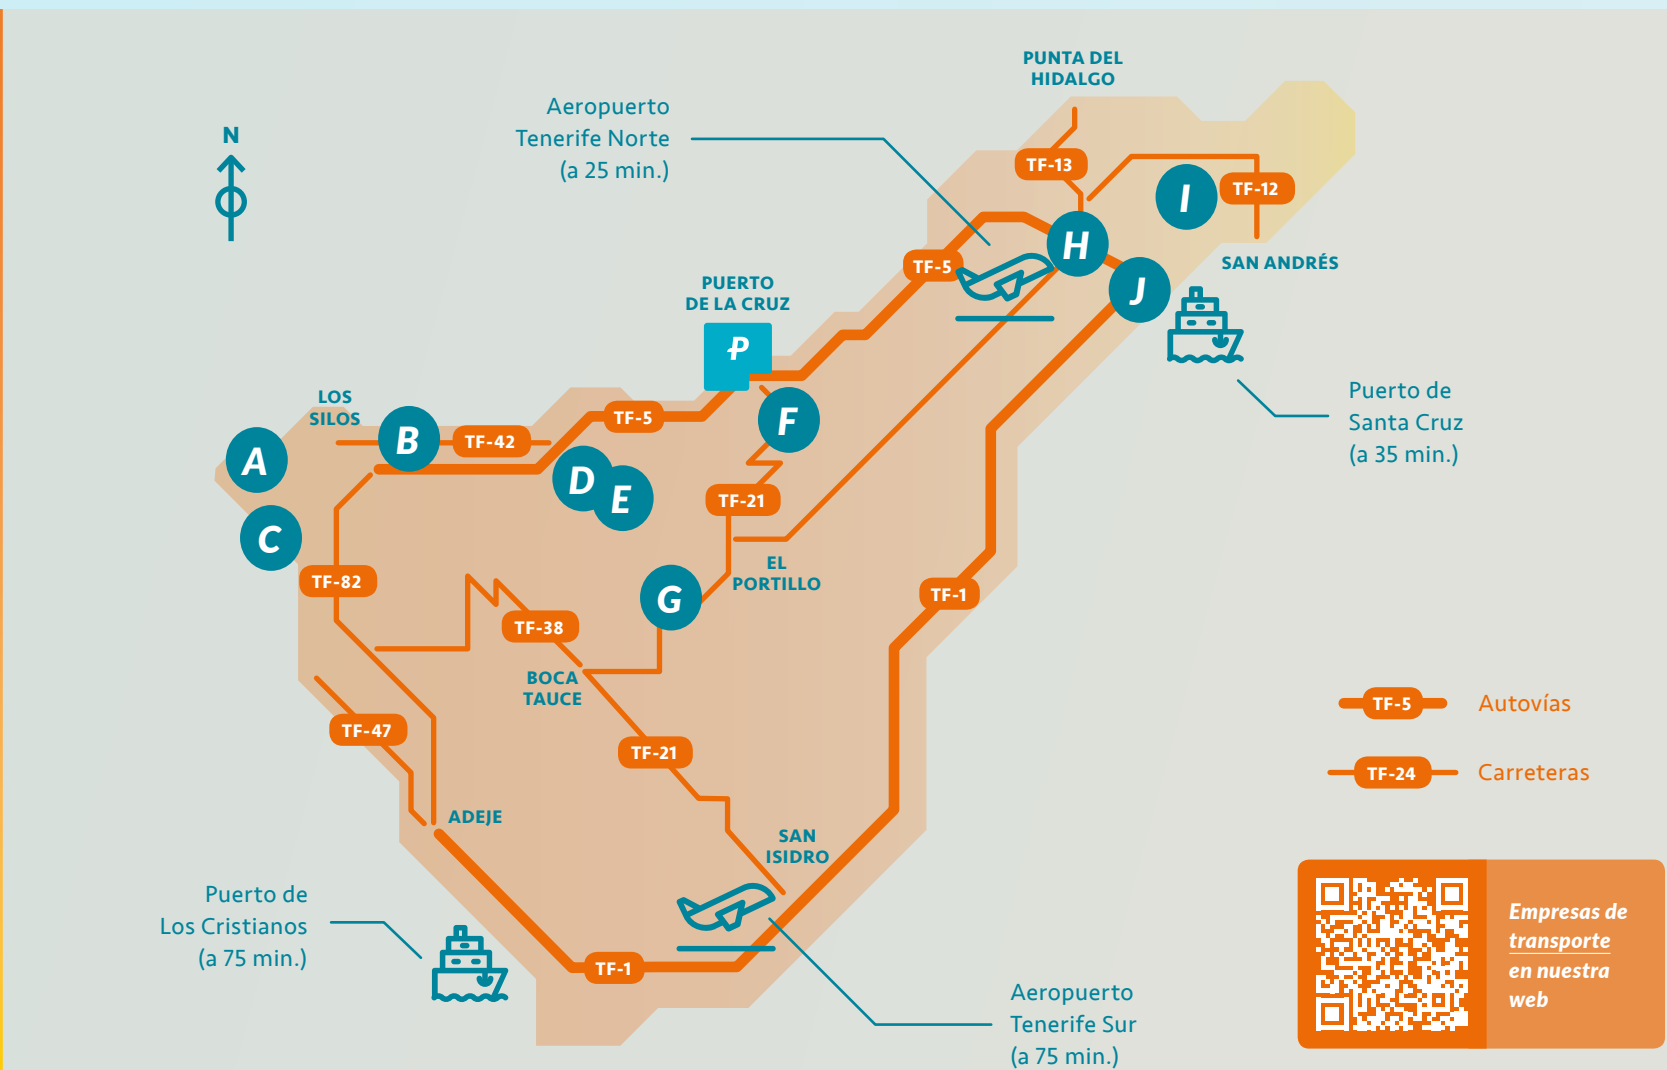 PUNTA DEL
HIDALGO
Aeropuerto
Tenerife Norte
(a 25 min.)
N
TF-13
I
TF-12
H
TF-5
SAN ANDRÉS
J
PUERTO
DE LA CRUZ
P
Puerto de
Santa Cruz
(a 35 min.)
LOS
SILOS
A
B
TF-42
TF-5
F
D
E
C
TF-21
EL
PORTILLO
TF-82
G
TF-1
TF-38
BOCA
TAUCE
TF-47
TF-21
TF-5
Autovías
TF-24
Carreteras
ADEJE
SAN
ISIDRO
Puerto de
Los Cristianos
(a 75 min.)
TF-1
Aeropuerto
Tenerife Sur
(a 75 min.)
Empresas de
transporte
en nuestra
web